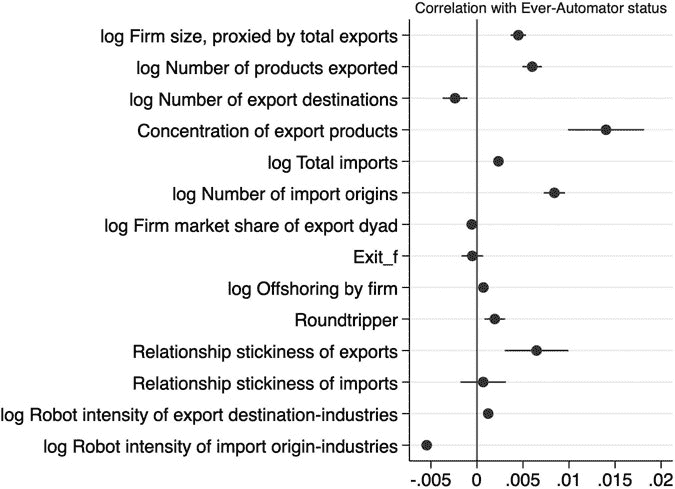 Correlation with Ever-Automator status
log Firm size, proxied by total exports
log Number of products exported
log Number of export destinations
Concentration of export products
log Total imports
log Number of import origins
log Firm market share of export dyad
Exit_f
log Offshoring by firm
Roundtripper
Relationship stickiness of exports
Relationship stickiness of imports
log Robot intensity of export destination-industries
log Robot intensity of import origin-industries
-.005 0 .005 .01 .015 .02